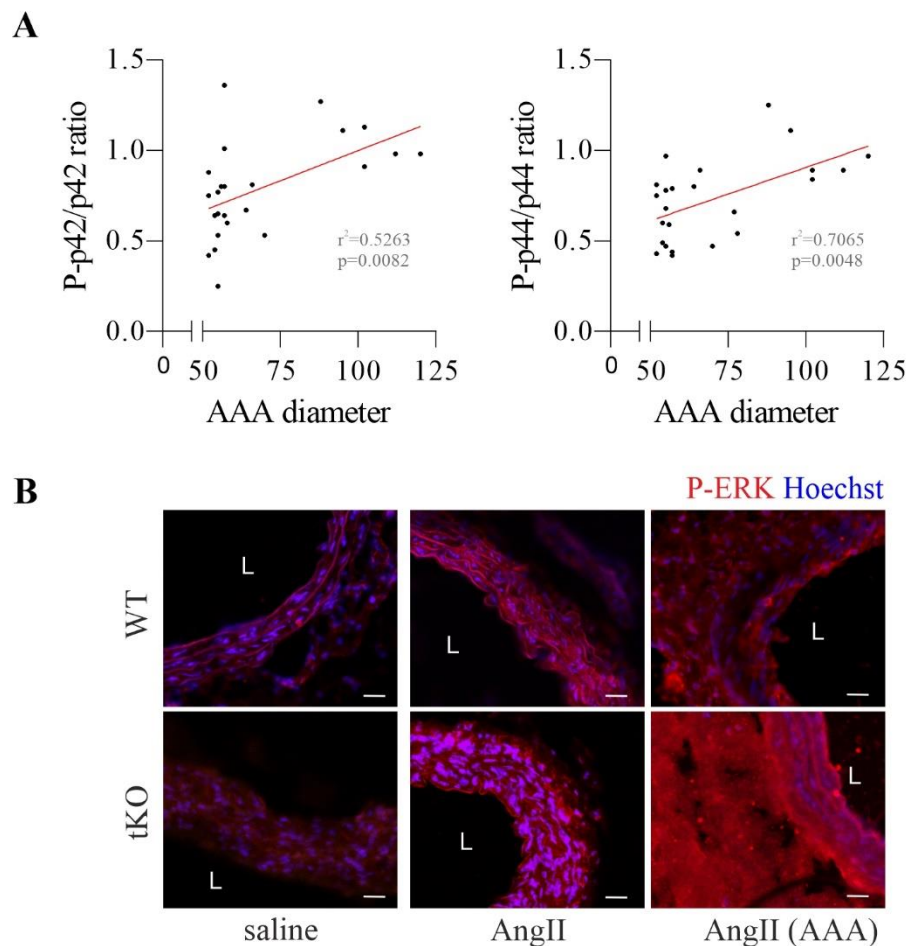 A
P-p42/p42 ratio
1.5
1.0
0.5
0.0
r²=0.5263
p=0.0082
0
50
75
100
125
AAA diameter
P-p44/p44 ratio
1.5
1.0
0.5
0.0
r²=0.7065
p=0.0048
0
50
75
100
125
AAA diameter
B
P-ERK Hoechst
WT
L
L
L
tKO
L
L
L
saline
AngII
AngII (AAA)